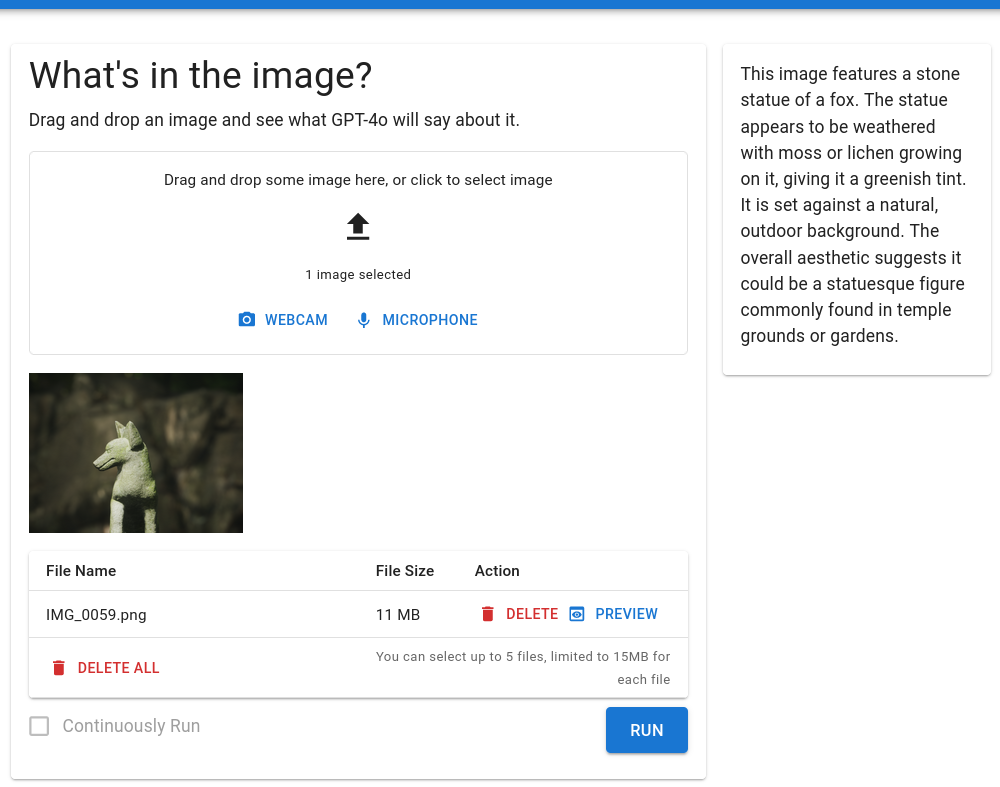 What's in the image?
Drag and drop an image and see what GPT-4o will say about it.
Drag and drop some image here, or click to select image
1 image selected
WEBCAM MICROPHONE
File Name File Size Action
IMG_0059.png 11 MB DELETE PREVIEW
DELETE ALL
You can select up to 5 files, limited to 15MB for
each file
Continuously Run
RUN
This image features a stone
statue of a fox. The statue
appears to be weathered
with moss or lichen growing
on it, giving it a greenish tint.
It is set against a natural,
outdoor background. The
overall aesthetic suggests it
could be a statuesque figure
commonly found in temple
grounds or gardens.